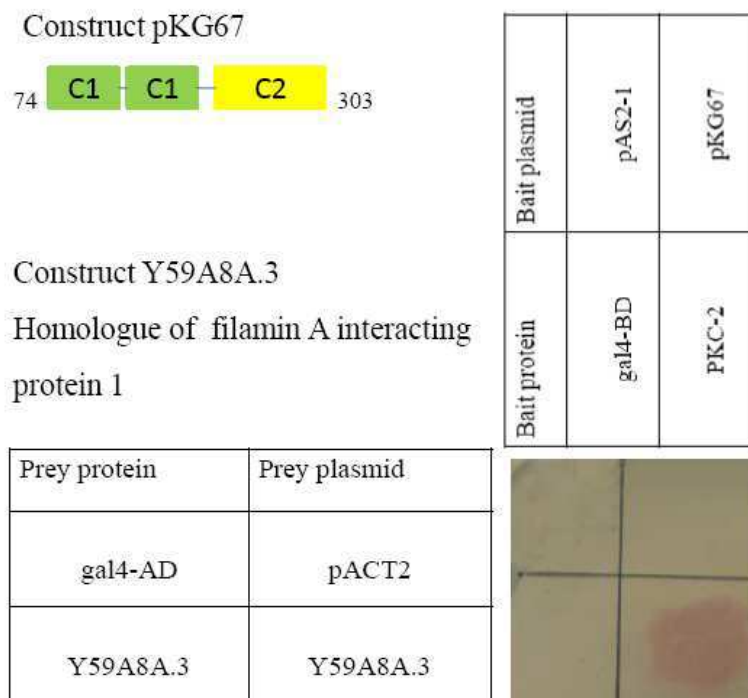 Construct pKG67
74 C1 C1 C2 303
Construct Y59A8A.3
Homologue of filamin A interacting
protein 1
Bait plasmid
pAS2-1
pKG67
Bait protein
gal4-BD
PKC-2
Prey protein Prey plasmid
gal4-AD pACT2
Y59A8A.3 Y59A8A.3